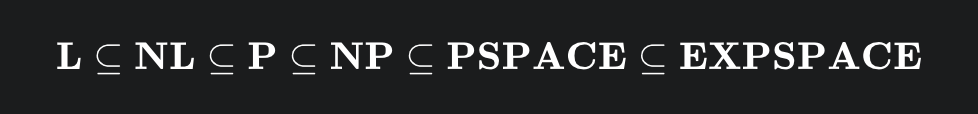 L ⊆ NL ⊆ P ⊆ NP ⊆ PSPACE ⊆ EXPSPACE